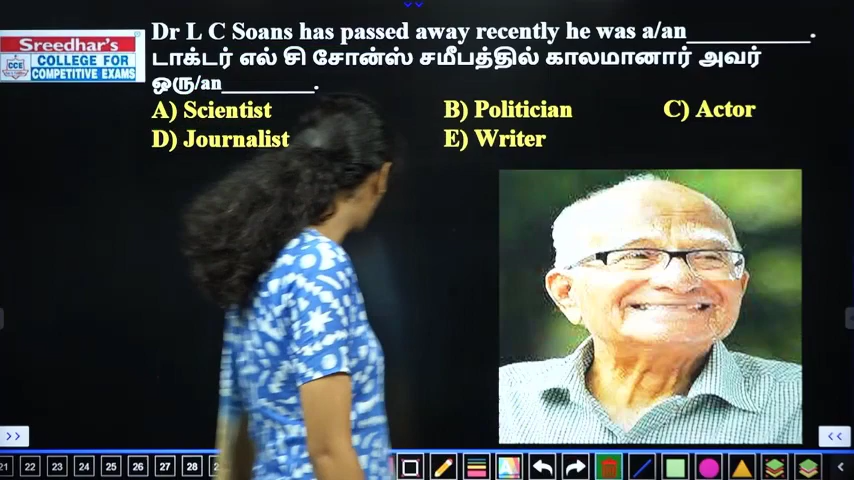 Dr L C Soans has passed away recently he was a/an__________.
Sreedhar's
CCE
COLLEGE FOR
COMPETITIVE EXAMS
டாக்டர் எல் சி சோன்ஸ் சமீபத்தில் காலமானார் அவர்
ஒரு/an________.
A) Scientist B) Politician C) Actor
D) Journalist E) Writer
>> <<
21 22 23 24 25 26 27 28